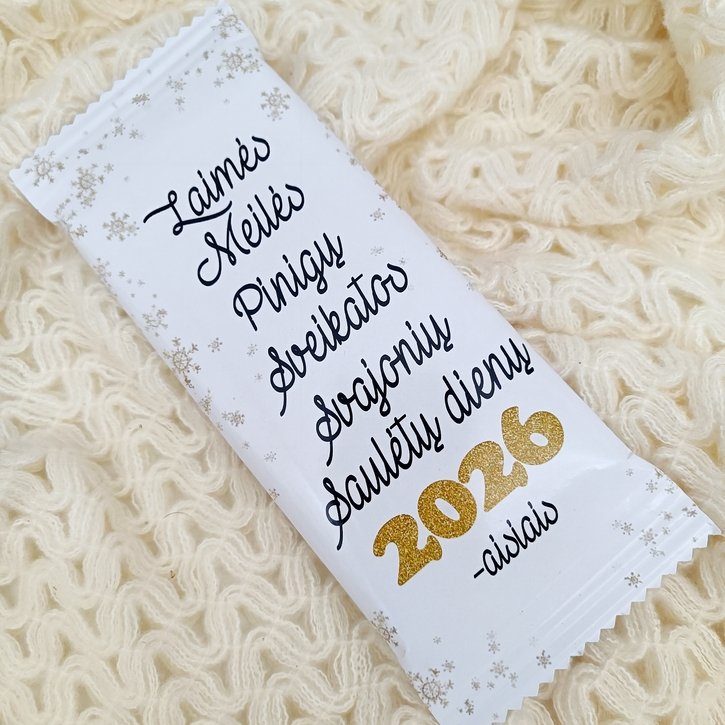 Laimės
Meilės
Pinigų
Sveikatos
Svajonių
Saulėtų dienų
2026
-aisiais